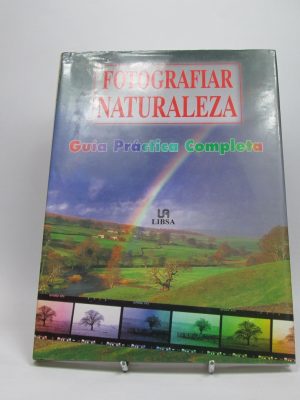 FOTOGRAFIAR
NATURALEZA
Guía Práctica Completa
LIBSA